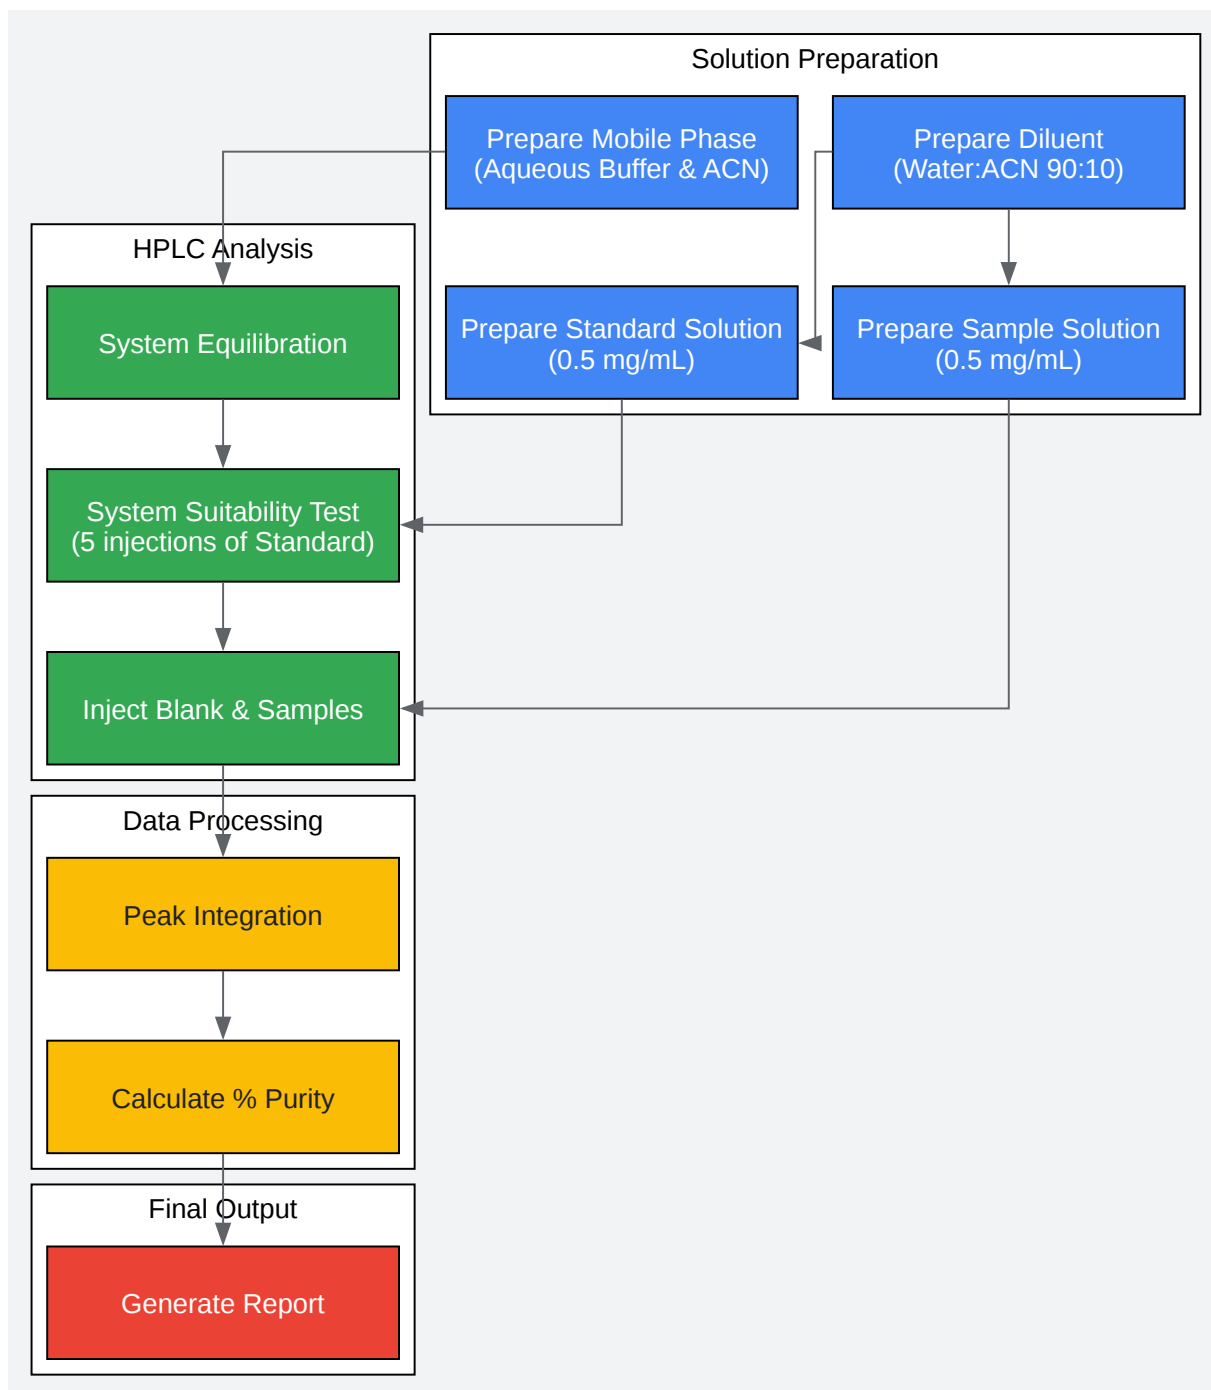 Solution Preparation
Prepare Mobile Phase
(Aqueous Buffer & ACN)
Prepare Diluent
(Water:ACN 90:10)
Prepare Standard Solution
(0.5 mg/mL)
Prepare Sample Solution
(0.5 mg/mL)
HPLC Analysis
System Equilibration
System Suitability Test
(5 injections of Standard)
Inject Blank & Samples
Data Processing
Peak Integration
Calculate % Purity
Final Output
Generate Report